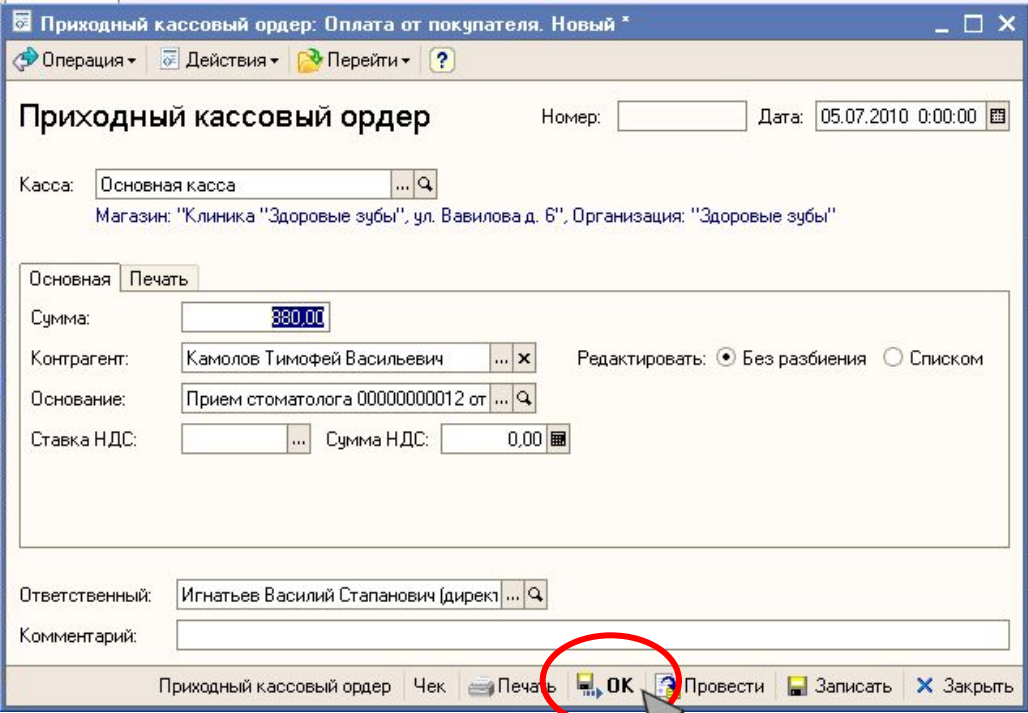 Приходный кассовый ордер: Оплата от покупателя. Новый *
Операция Действия Перейти ?
Приходный кассовый ордер Номер: Дата: 05.07.2010 0:00:00
Касса: Основная касса ...
Магазин: "Клиника "Здоровые зубы", ул. Вавилова д. 6", Организация: "Здоровые зубы"
Основная Печать
Сумма: 880,00
Контрагент: Камолов Тимофей Васильевич ... Редактировать: Без разбиения Списком
Основание: Прием стоматолога 00000000012 от ...
Ставка НДС: ... Сумма НДС: 0,00
Ответственный: Игнатьев Василий Стапанович (директ ...
Комментарий:
Приходный кассовый ордер Чек Печать OK Провести Записать Закрыть